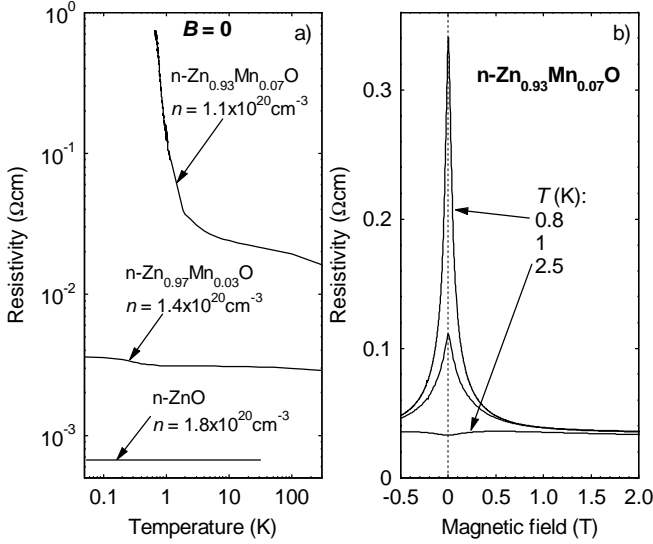 B = 0
a)
n-Zn0.93Mn0.07O
n = 1.1x10^20cm^-3
n-Zn0.97Mn0.03O
n = 1.4x10^20cm^-3
n-ZnO
n = 1.8x10^20cm^-3
10^0
10^-1
10^-2
10^-3
Resistivity (Ωcm)
0.1 1 10 100
Temperature (K)
b)
n-Zn0.93Mn0.07O
T (K):
0.8
1
2.5
0.3
0.2
0.1
0
Resistivity (Ωcm)
-0.5 0 0.5 1.0 1.5 2.0
Magnetic field (T)